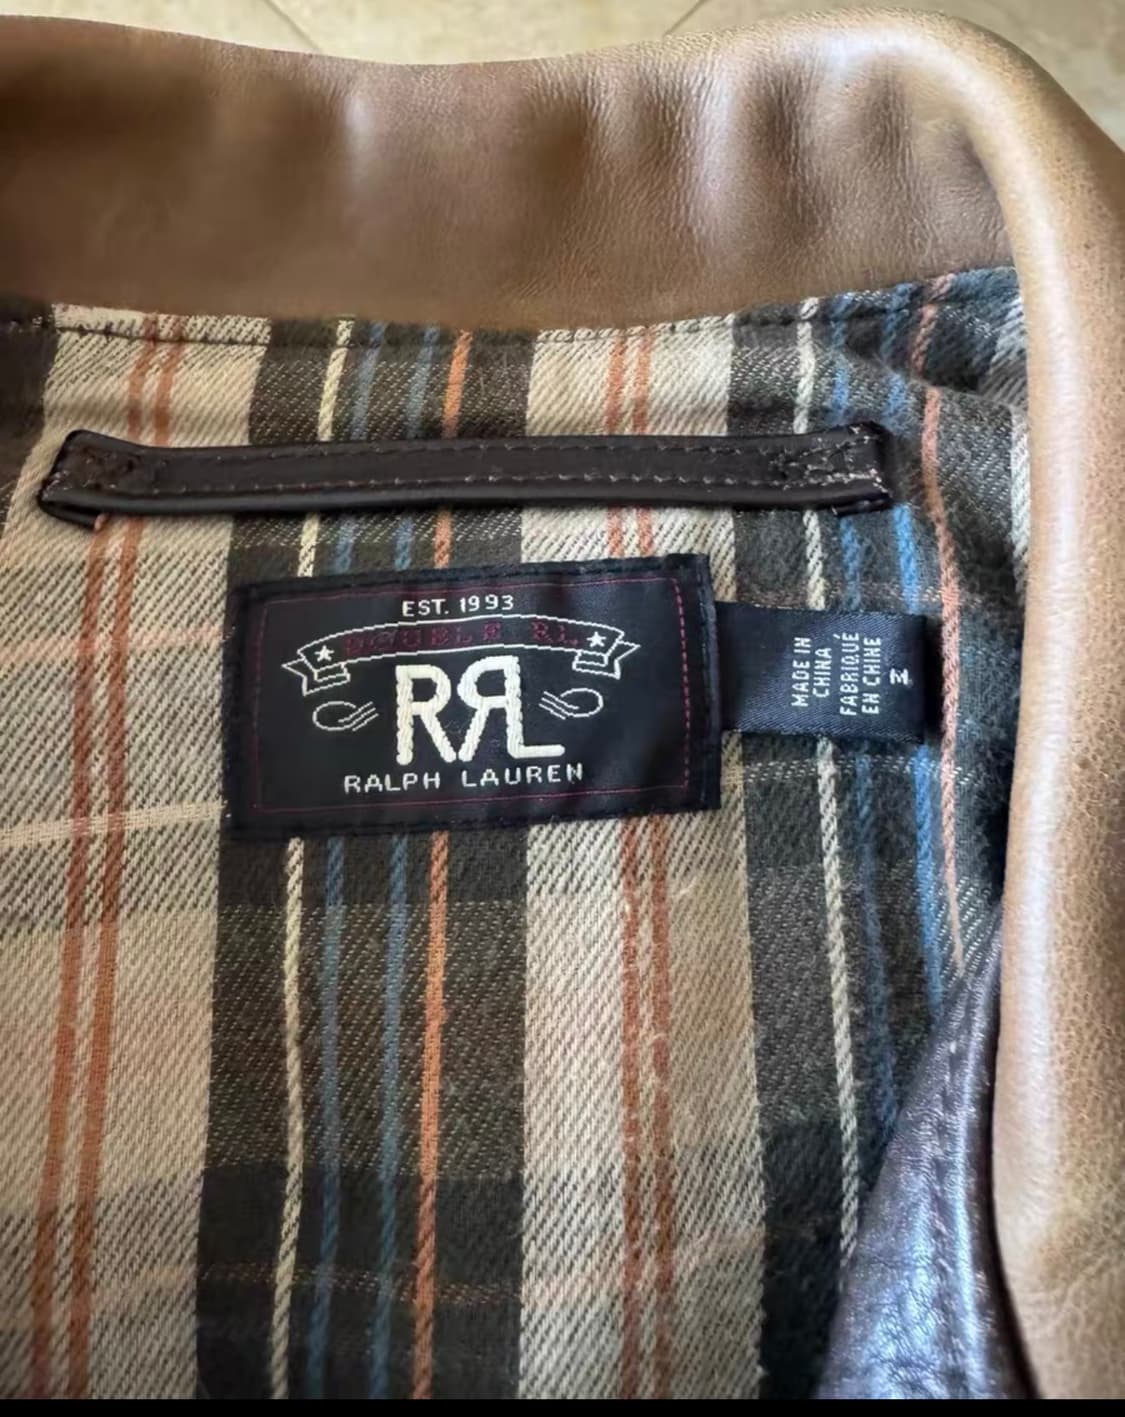 EST. 1993
DOUBLE RL
RRL
RALPH LAUREN
MADE IN
CHINA
FABRIQUÉ
EN CHINE
M